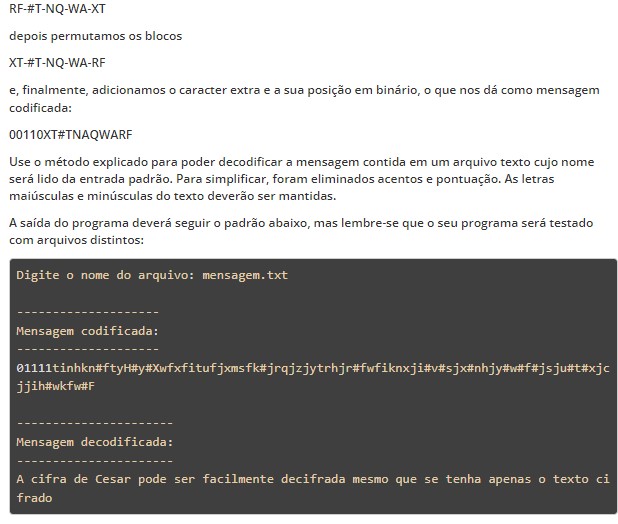 RF-#T-NQ-WA-XT
depois permutamos os blocos
XT-#T-NQ-WA-RF
e, finalmente, adicionamos o caracter extra e a sua posição em binário, o que nos dá como mensagem
codificada:
00110XT#TNAQWARF
Use o método explicado para poder decodificar a mensagem contida em um arquivo texto cujo nome
será lido da entrada padrão. Para simplificar, foram eliminados acentos e pontuação. As letras
maiúsculas e minúsculas do texto deverão ser mantidas.
A saída do programa deverá seguir o padrão abaixo, mas lembre-se que o seu programa será testado
com arquivos distintos:
Digite o nome do arquivo: mensagem.txt
--------------------
Mensagem codificada:
--------------------
01111tinhkn#ftyH#y#Xwfxfitufjxmsfk#jrqjzjytrhjr#fwfiknxji#v#sjx#nhjy#w#f#jsju#t#xjc
jjih#wkfw#F
----------------------
Mensagem decodificada:
----------------------
A cifra de Cesar pode ser facilmente decifrada mesmo que se tenha apenas o texto ci
frado